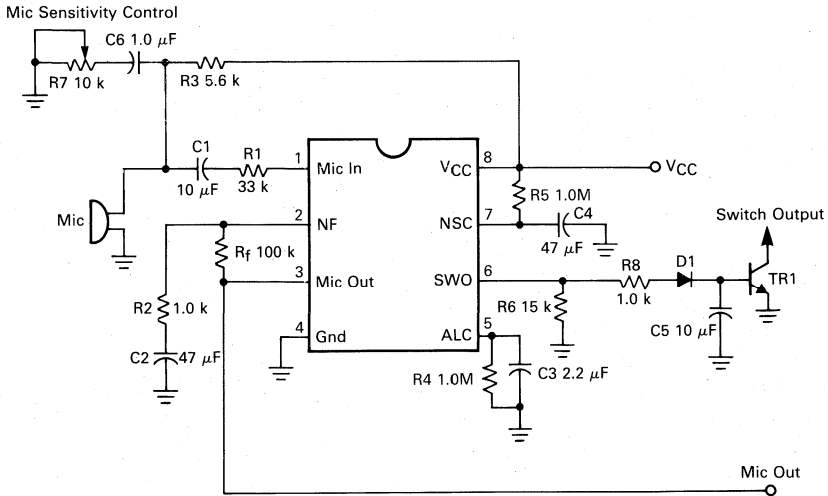 Mic Sensitivity Control
C6 1.0 μF
R7 10 k
R3 5.6 k
C1
10 μF
R1
33 k
1
Mic In
VCC
8
VCC
R5 1.0M
Mic
2
NF
NSC
7
C4
47 μF
Switch Output
Rf 100 k
3
Mic Out
SWO
6
R8
1.0 k
D1
TR1
R2
1.0 k
R6 15 k
C5 10 μF
4
Gnd
ALC
5
C2
47 μF
R4 1.0M
C3 2.2 μF
Mic Out